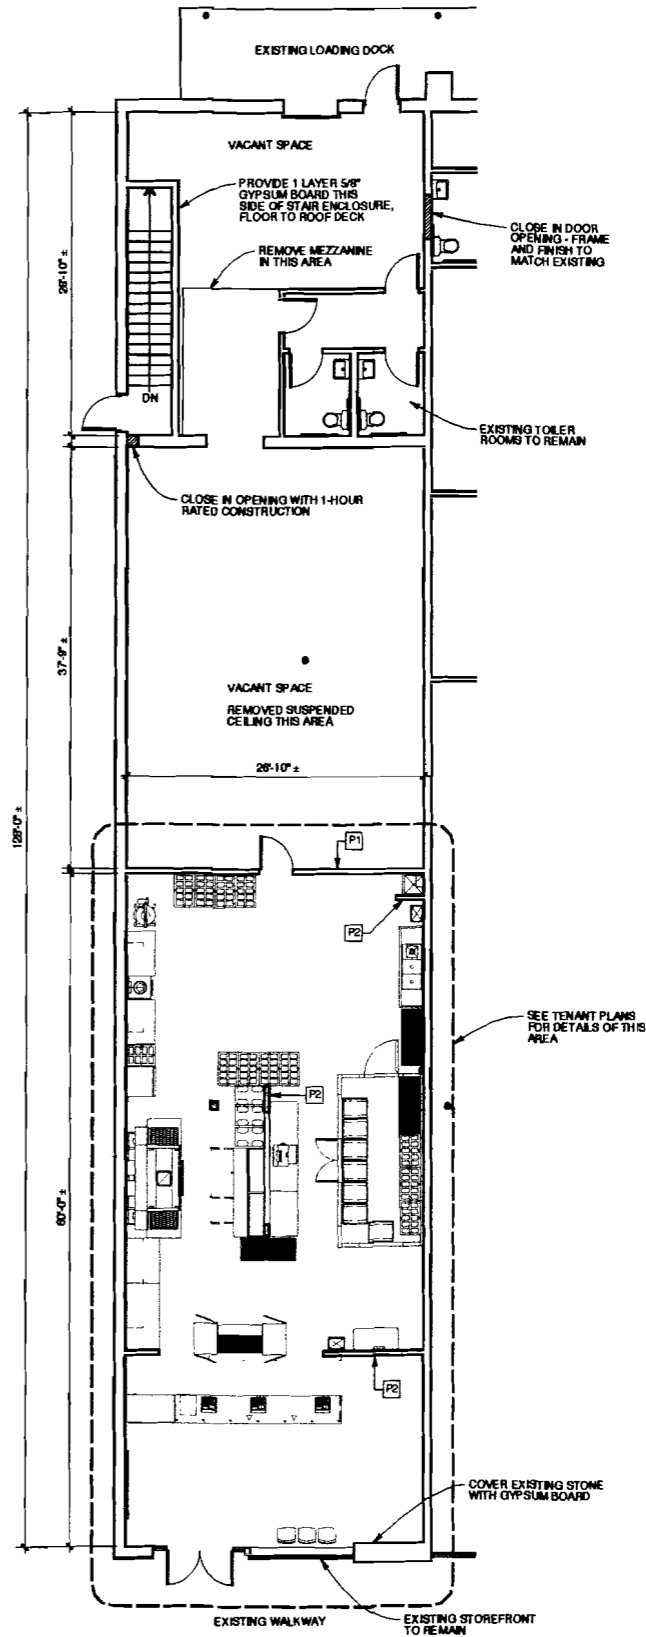 EXISTING LOADING DOCK
VACANT SPACE
PROVIDE 1 LAYER 5/8"
GYPSUM BOARD THIS
SIDE OF STAIR ENCLOSURE,
FLOOR TO ROOF DECK
CLOSE IN DOOR
OPENING - FRAME
AND FINISH TO
MATCH EXISTING
REMOVE MEZZANINE
IN THIS AREA
28'-10" ±
DN
EXISTING TOILER
ROOMS TO REMAIN
CLOSE IN OPENING WITH 1-HOUR
RATED CONSTRUCTION
37'-9" ±
VACANT SPACE
REMOVED SUSPENDED
CEILING THIS AREA
26'-10" ±
P1
P2
SEE TENANT PLANS
FOR DETAILS OF THIS
AREA
P2
60'-0" ±
P2
COVER EXISTING STONE
WITH GYPSUM BOARD
EXISTING WALKWAY
EXISTING STOREFRONT
TO REMAIN